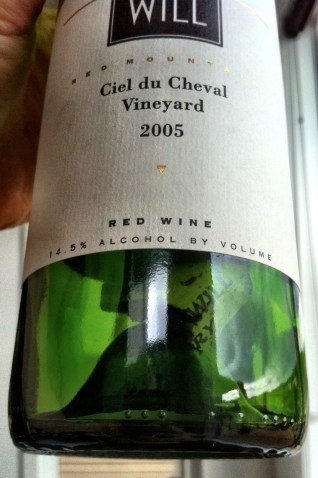 WILL
RED MOUNTAIN
Ciel du Cheval
Vineyard
2005
RED WINE
14.5% ALCOHOL BY VOLUME